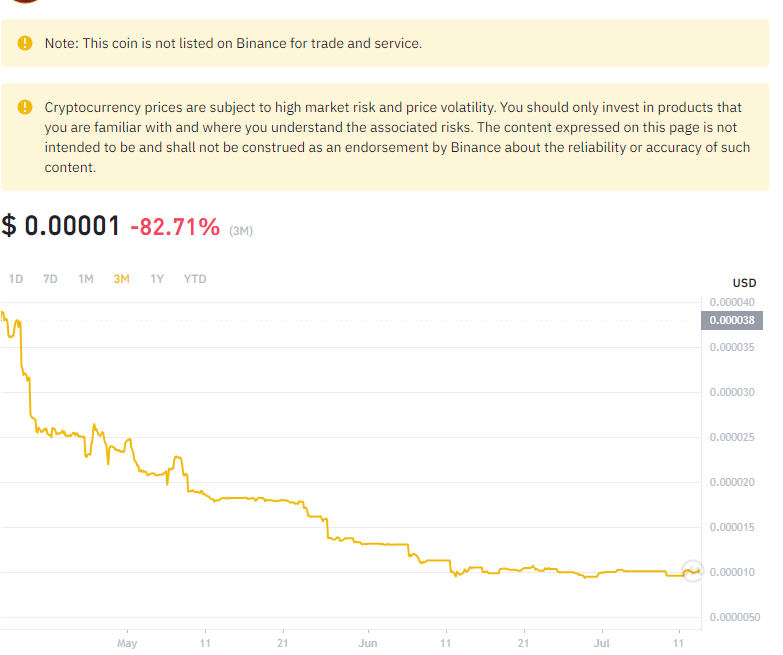 Note: This coin is not listed on Binance for trade and service.
Cryptocurrency prices are subject to high market risk and price volatility. You should only invest in products that
you are familiar with and where you understand the associated risks. The content expressed on this page is not
intended to be and shall not be construed as an endorsement by Binance about the reliability or accuracy of such
content.
$ 0.00001 -82.71% (3M)
1D 7D 1M 3M 1Y YTD
USD
0.000040
0.000038
0.000035
0.000030
0.000025
0.000020
0.000015
0.000010
0.0000050
May 11 21 Jun 11 21 Jul 11